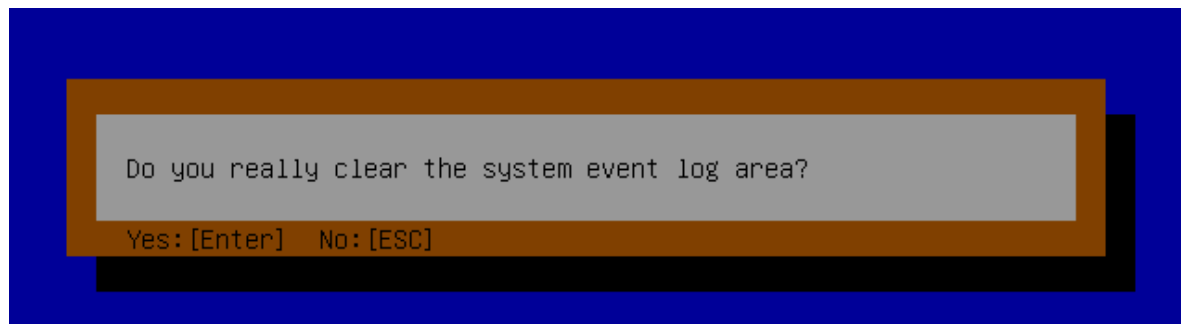 Do you really clear the system event log area?
Yes:[Enter]  No:[ESC]